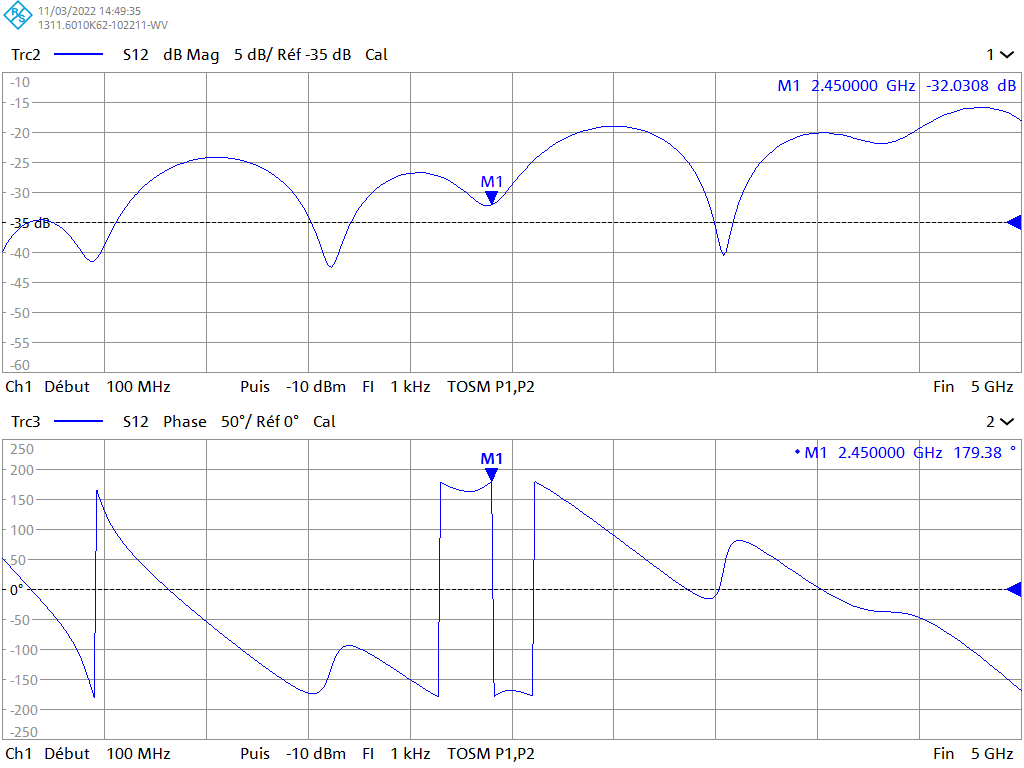 R&S
11/03/2022 14:49:35
1311.6010K62-102211-WV
Trc2 S12 dB Mag 5 dB/ Réf -35 dB Cal 1
M1 2.450000 GHz -32.0308 dB
-10
-15
-20
-25
-30
M1
-35 dB
-40
-45
-50
-55
-60
Ch1 Début 100 MHz Puis -10 dBm FI 1 kHz TOSM P1,P2 Fin 5 GHz
Trc3 S12 Phase 50°/ Réf 0° Cal 2
M1 2.450000 GHz 179.38 °
250
M1
200
150
100
50
0°
-50
-100
-150
-200
-250
Ch1 Début 100 MHz Puis -10 dBm FI 1 kHz TOSM P1,P2 Fin 5 GHz